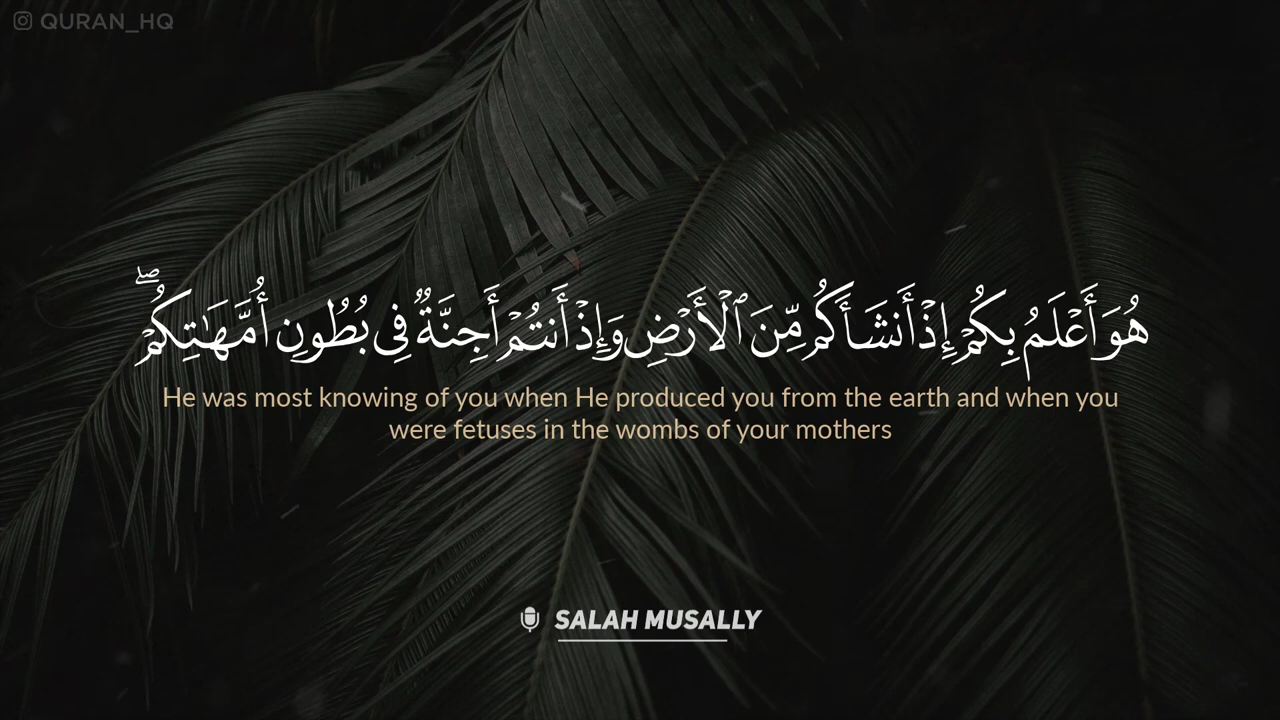 QURAN_HQ
هُوَ أَعْلَمُ بِكُمْ إِذْ أَنشَأَكُم مِّنَ ٱلْأَرْضِ وَإِذْ أَنتُمْ أَجِنَّةٌ فِى بُطُونِ أُمَّهَـٰتِكُمْ ۖ
He was most knowing of you when He produced you from the earth and when you
were fetuses in the wombs of your mothers
SALAH MUSALLY